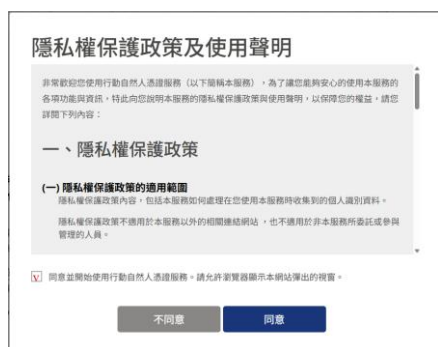 隱私權保護政策及使用聲明
非常歡迎您使用行動自然人憑證服務（以下簡稱本服務），為了讓您能夠安心的使用本服務的
各項功能與資訊，特此向您說明本服務的隱私權保護政策與使用聲明，以保障您的權益，請您
詳閱下列內容：
一、隱私權保護政策
(一) 隱私權保護政策的適用範圍
隱私權保護政策內容，包括本服務如何處理在您使用本服務時收集到的個人識別資料。
隱私權保護政策不適用於本服務以外的相關連結網站，也不適用於非本服務所委託或參與
管理的人員。
V 同意並開始使用行動自然人憑證服務。請允許瀏覽器顯示本網站彈出的視窗。
不同意
同意